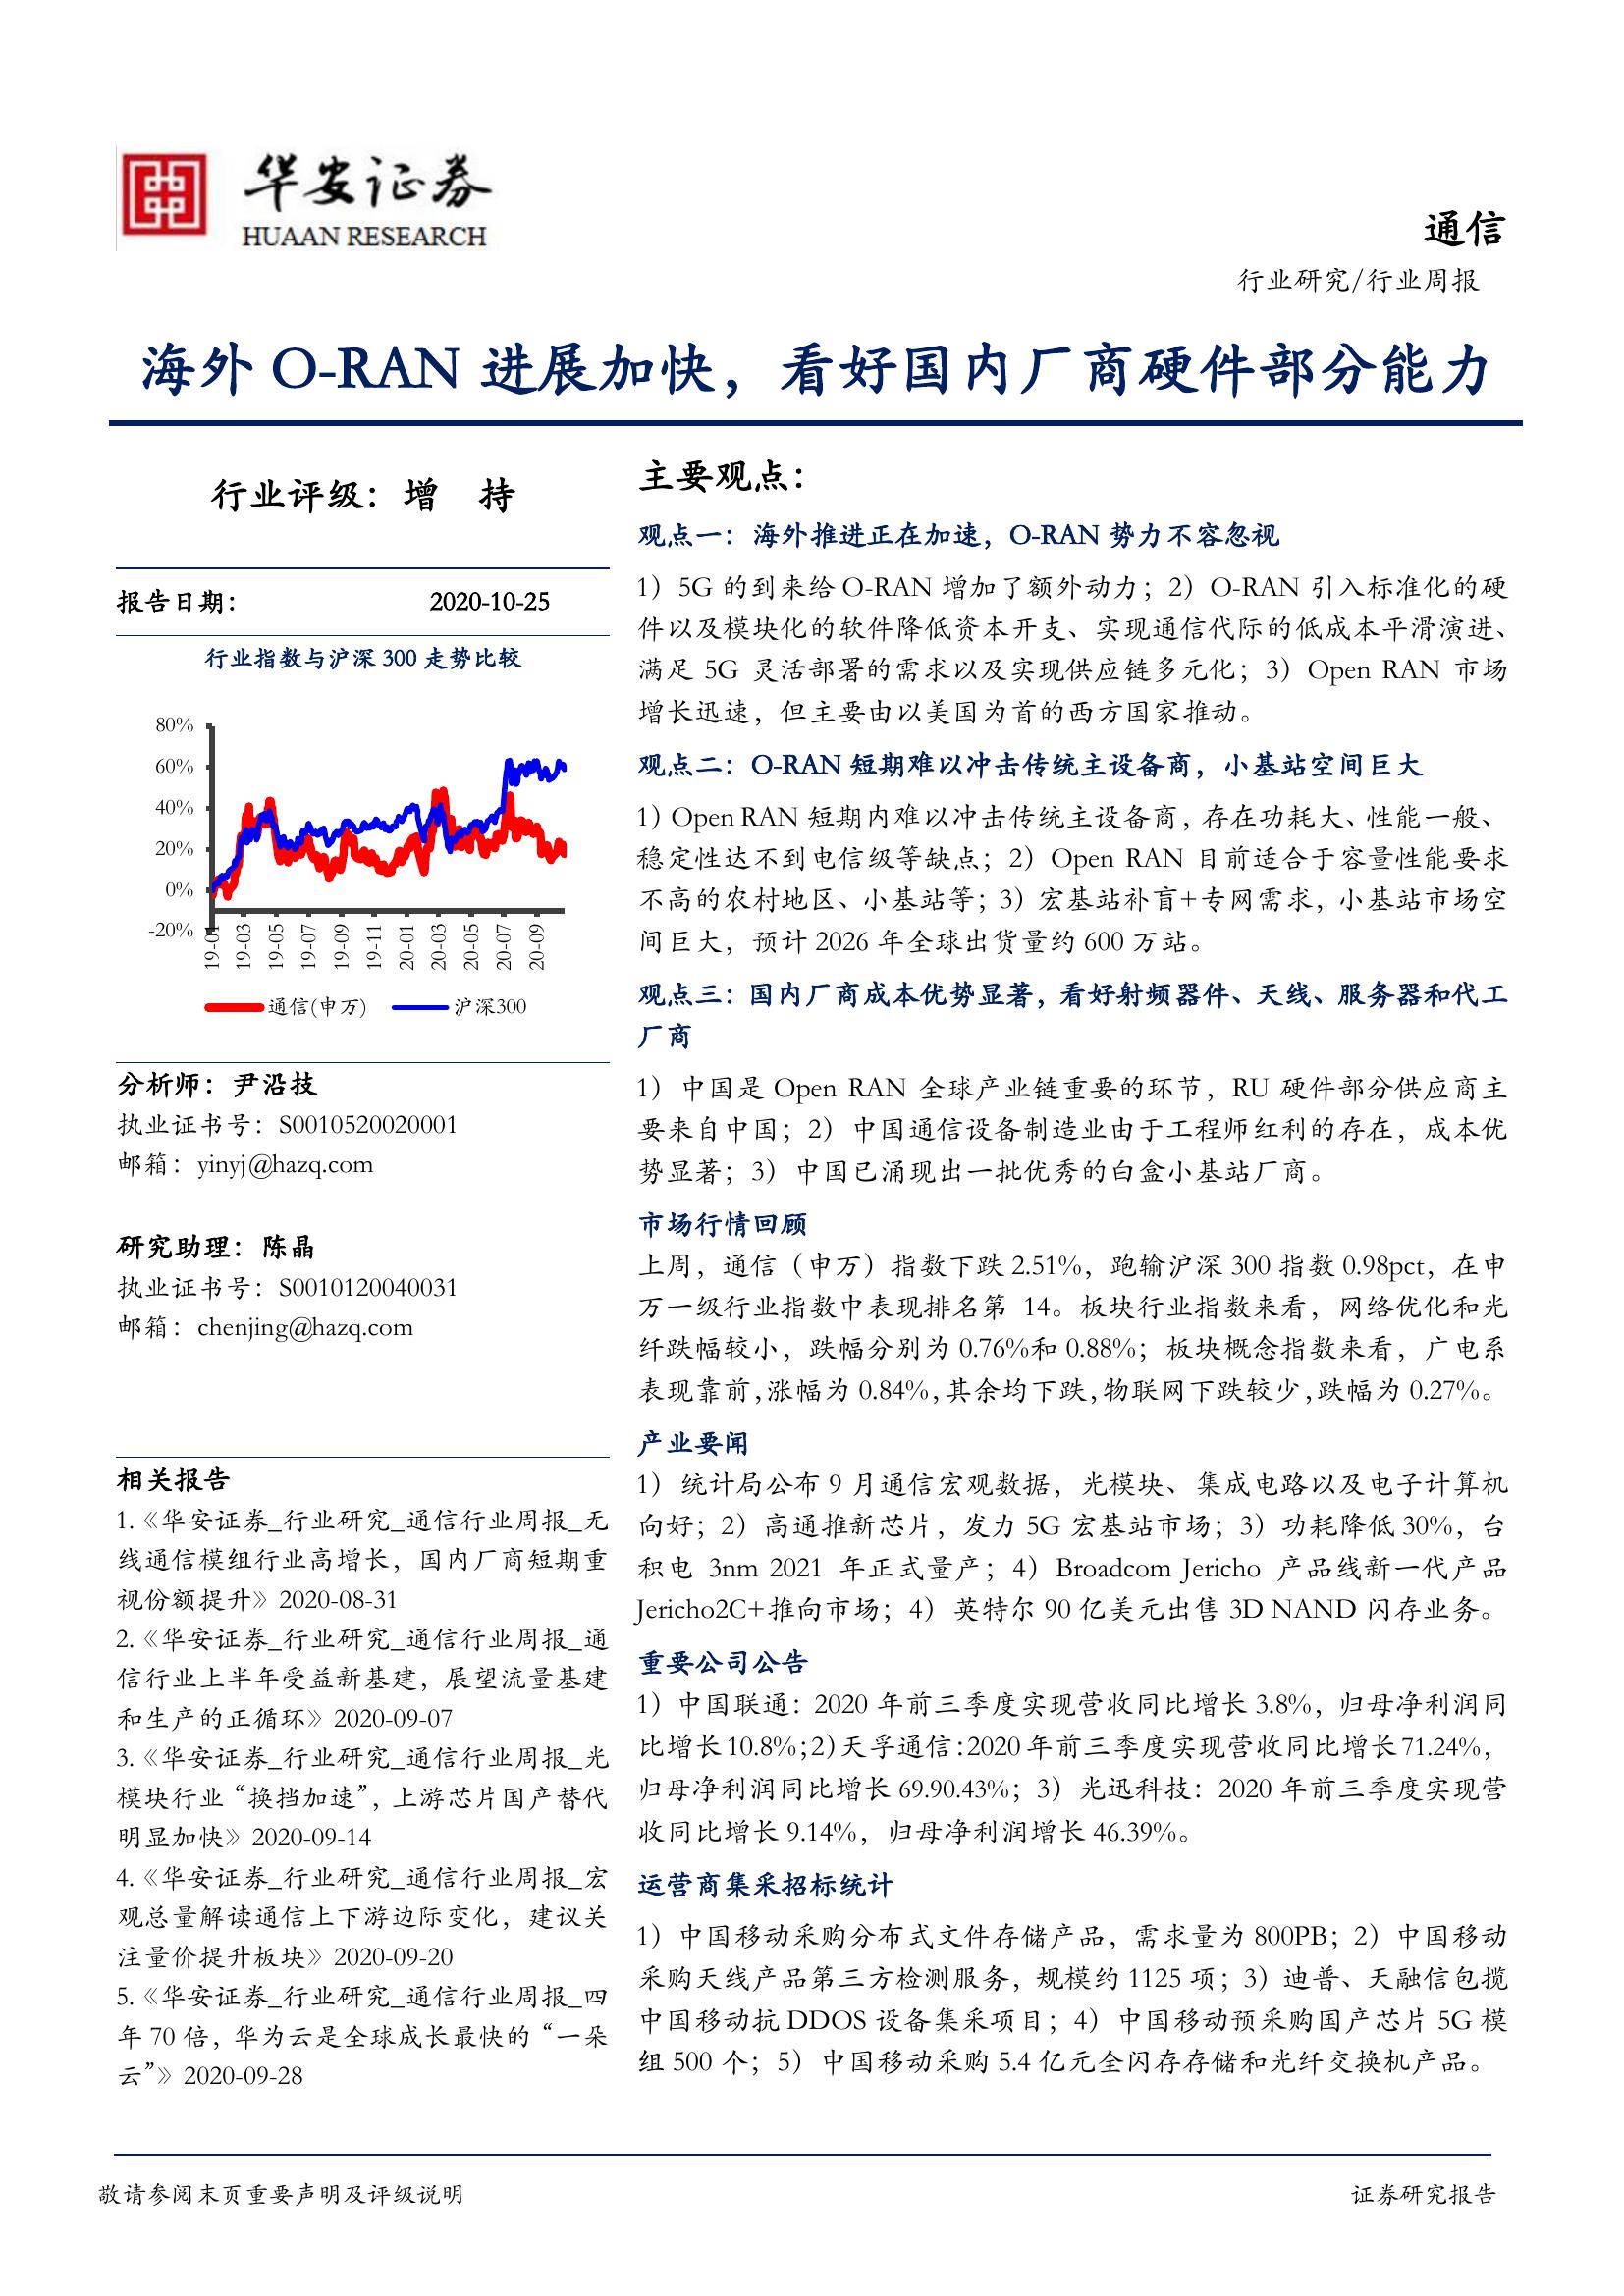 华安证券
HUAAN RESEARCH
通信
行业研究/行业周报
海外 O-RAN 进展加快，看好国内厂商硬件部分能力
行业评级：增 持
报告日期： 2020-10-25
行业指数与沪深 300 走势比较
80%
60%
40%
20%
0%
-20%
19-01
19-03
19-05
19-07
19-09
19-11
20-01
20-03
20-05
20-07
20-09
通信(申万) 沪深300
分析师：尹沿技
执业证书号：S0010520020001
邮箱：yinyj@hazq.com
研究助理：陈晶
执业证书号：S0010120040031
邮箱：chenjing@hazq.com
相关报告
1.《华安证券_行业研究_通信行业周报_无
线通信模组行业高增长，国内厂商短期重
视份额提升》2020-08-31
2.《华安证券_行业研究_通信行业周报_通
信行业上半年受益新基建，展望流量基建
和生产的正循环》2020-09-07
3.《华安证券_行业研究_通信行业周报_光
模块行业“换挡加速”，上游芯片国产替代
明显加快》2020-09-14
4.《华安证券_行业研究_通信行业周报_宏
观总量解读通信上下游边际变化，建议关
注量价提升板块》2020-09-20
5.《华安证券_行业研究_通信行业周报_四
年 70 倍，华为云是全球成长最快的“一朵
云”》2020-09-28
主要观点：
观点一：海外推进正在加速，O-RAN 势力不容忽视
1）5G 的到来给 O-RAN 增加了额外动力；2）O-RAN 引入标准化的硬
件以及模块化的软件降低资本开支、实现通信代际的低成本平滑演进、
满足 5G 灵活部署的需求以及实现供应链多元化；3）Open RAN 市场
增长迅速，但主要由以美国为首的西方国家推动。
观点二：O-RAN 短期难以冲击传统主设备商，小基站空间巨大
1）Open RAN 短期内难以冲击传统主设备商，存在功耗大、性能一般、
稳定性达不到电信级等缺点；2）Open RAN 目前适合于容量性能要求
不高的农村地区、小基站等；3）宏基站补盲+专网需求，小基站市场空
间巨大，预计 2026 年全球出货量约 600 万站。
观点三：国内厂商成本优势显著，看好射频器件、天线、服务器和代工
厂商
1）中国是 Open RAN 全球产业链重要的环节，RU 硬件部分供应商主
要来自中国；2）中国通信设备制造业由于工程师红利的存在，成本优
势显著；3）中国已涌现出一批优秀的白盒小基站厂商。
市场行情回顾
上周，通信（申万）指数下跌 2.51%，跑输沪深 300 指数 0.98pct，在申
万一级行业指数中表现排名第 14。板块行业指数来看，网络优化和光
纤跌幅较小，跌幅分别为 0.76%和 0.88%；板块概念指数来看，广电系
表现靠前，涨幅为 0.84%，其余均下跌，物联网下跌较少，跌幅为 0.27%。
产业要闻
1）统计局公布 9 月通信宏观数据，光模块、集成电路以及电子计算机
向好；2）高通推新芯片，发力 5G 宏基站市场；3）功耗降低 30%，台
积电 3nm 2021 年正式量产；4）Broadcom Jericho 产品线新一代产品
Jericho2C+推向市场；4）英特尔 90 亿美元出售 3D NAND 闪存业务。
重要公司公告
1）中国联通：2020 年前三季度实现营收同比增长 3.8%，归母净利润同
比增长 10.8%；2）天孚通信：2020 年前三季度实现营收同比增长 71.24%，
归母净利润同比增长 69.90.43%；3）光迅科技：2020 年前三季度实现营
收同比增长 9.14%，归母净利润增长 46.39%。
运营商集采招标统计
1）中国移动采购分布式文件存储产品，需求量为 800PB；2）中国移动
采购天线产品第三方检测服务，规模约 1125 项；3）迪普、天融信包揽
中国移动抗 DDOS 设备集采项目；4）中国移动预采购国产芯片 5G 模
组 500 个；5）中国移动采购 5.4 亿元全闪存存储和光纤交换机产品。
敬请参阅末页重要声明及评级说明 证券研究报告